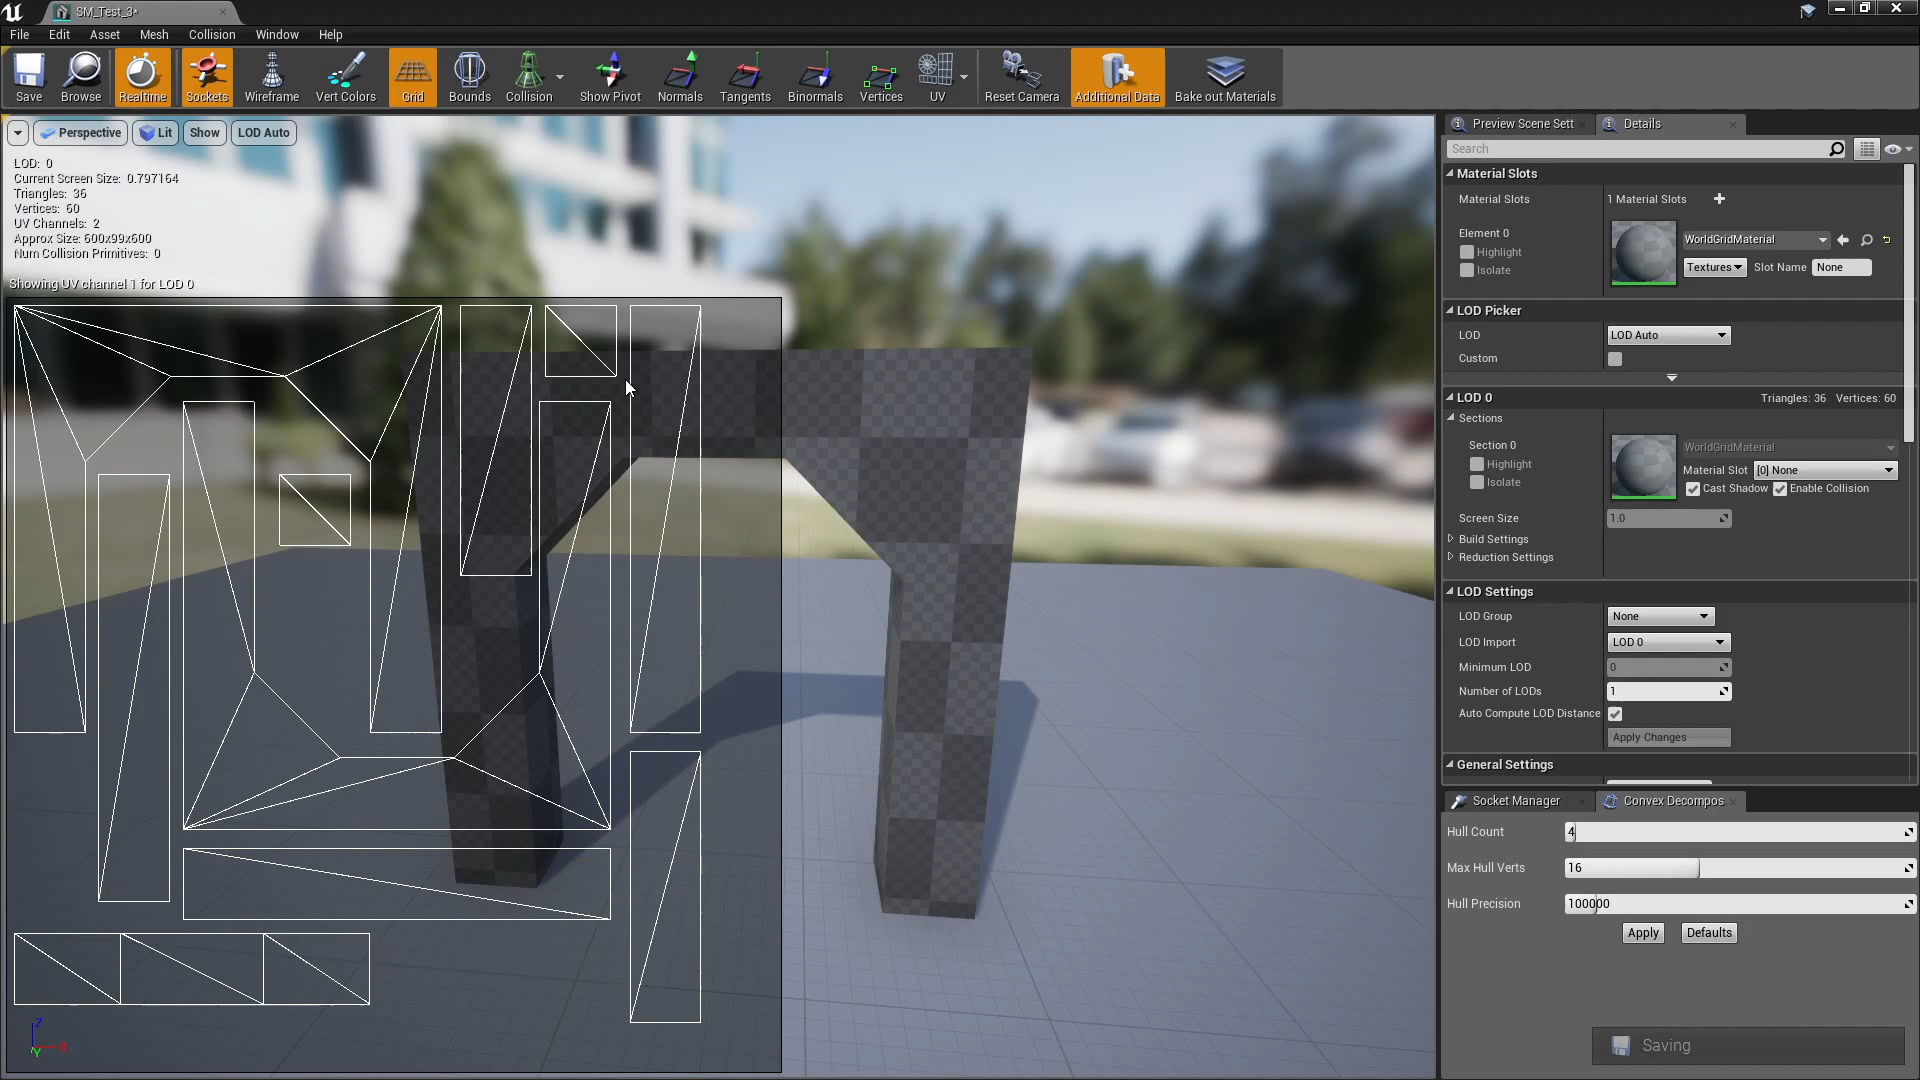 SM_Test_3*
File Edit Asset Mesh Collision Window Help
Save Browse Realtime Sockets Wireframe Vert Colors Grid Bounds Collision Show Pivot Normals Tangents Binormals Vertices UV Reset Camera Additional Data Bake out Materials
Perspective Lit Show LOD Auto
LOD: 0
Current Screen Size: 0.797164
Triangles: 36
Vertices: 60
UV Channels: 2
Approx Size: 600x99x600
Num Collision Primitives: 0
Showing UV channel 1 for LOD 0
Z
X
Y
Preview Scene Sett Details
Search
Material Slots
Material Slots 1 Material Slots
Element 0
Highlight
Isolate
WorldGridMaterial
Textures Slot Name None
LOD Picker
LOD LOD Auto
Custom
LOD 0 Triangles: 36 Vertices: 60
Sections
Section 0
Highlight
Isolate
WorldGridMaterial
Material Slot [0] None
Cast Shadow Enable Collision
Screen Size 1.0
Build Settings
Reduction Settings
LOD Settings
LOD Group None
LOD Import LOD 0
Minimum LOD 0
Number of LODs 1
Auto Compute LOD Distance
Apply Changes
General Settings
Socket Manager Convex Decompos
Hull Count 4
Max Hull Verts 16
Hull Precision 100000
Apply Defaults
Saving